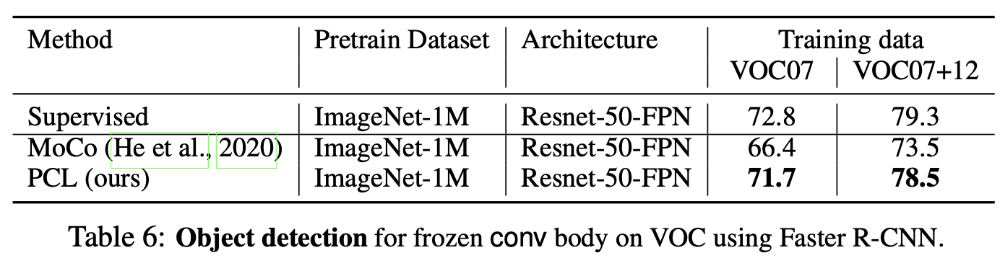 Method Pretrain Dataset Architecture Training data
VOC07 VOC07+12
Supervised ImageNet-1M Resnet-50-FPN 72.8 79.3
MoCo (He et al., 2020) ImageNet-1M Resnet-50-FPN 66.4 73.5
PCL (ours) ImageNet-1M Resnet-50-FPN 71.7 78.5
Table 6: Object detection for frozen conv body on VOC using Faster R-CNN.